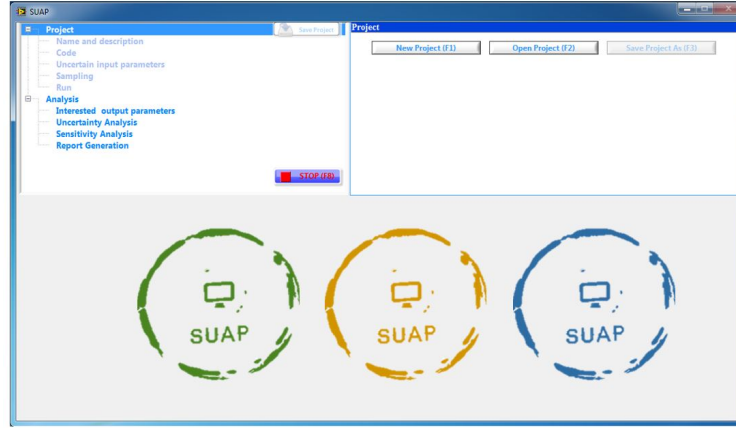 SUAP
Project
Save Project
Name and description
Code
Uncertain input parameters
Sampling
Run
Analysis
Interested output parameters
Uncertainty Analysis
Sensitivity Analysis
Report Generation
STOP (F8)
Project
New Project (F1)
Open Project (F2)
Save Project As (F3)
SUAP
SUAP
SUAP